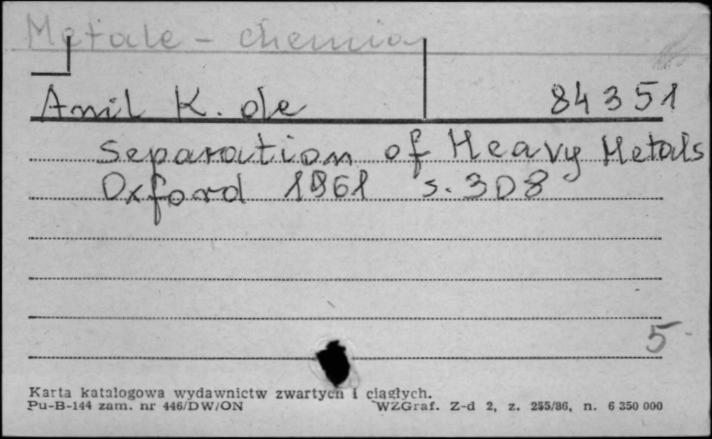 Metale - chemia
Anil K. de 84351
Separation of Heavy Metals
Oxford 1961 s. 308
5
Karta katalogowa wydawnictw zwartych i ciągłych.
Pu-B-144 zam. nr 446/DW/ON WZGraf. Z-d 2, z. 255/86, n. 6 350 000